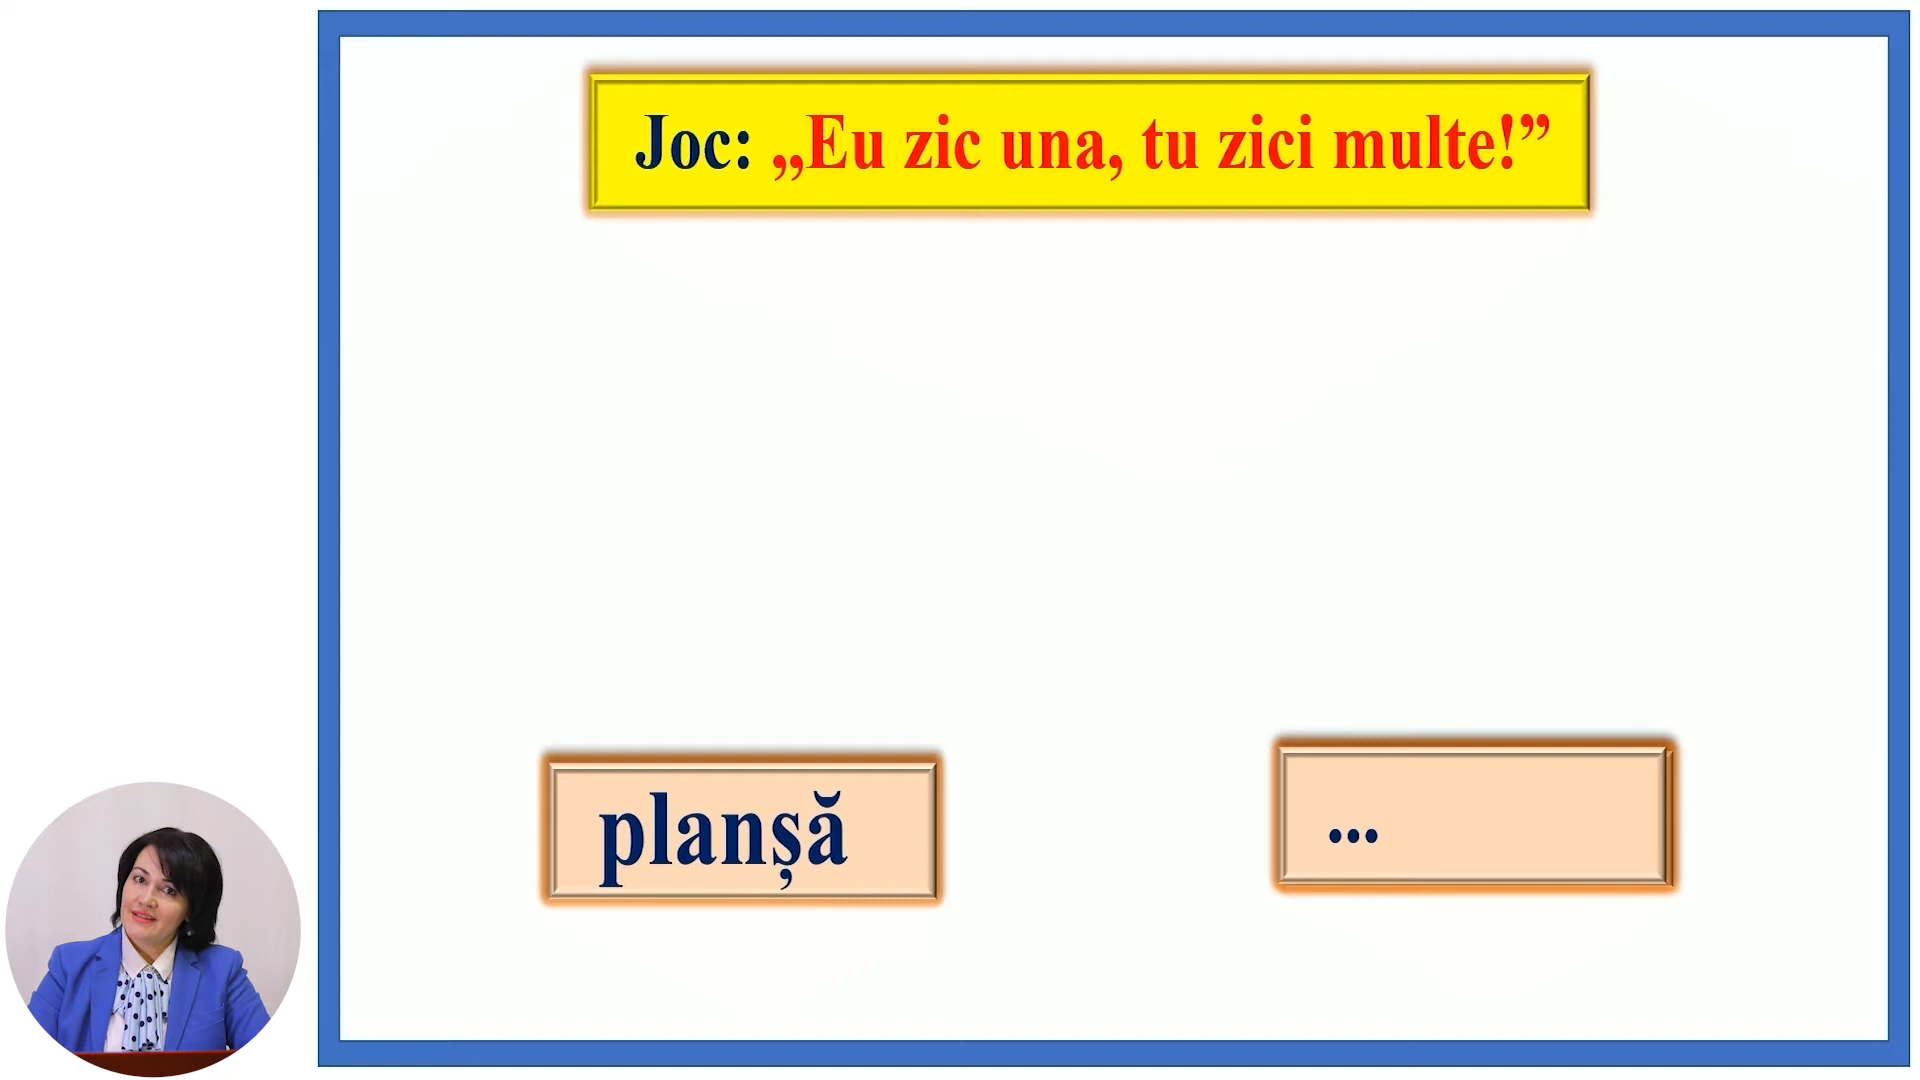 Joc: „Eu zic una, tu zici multe!”
planșă
...